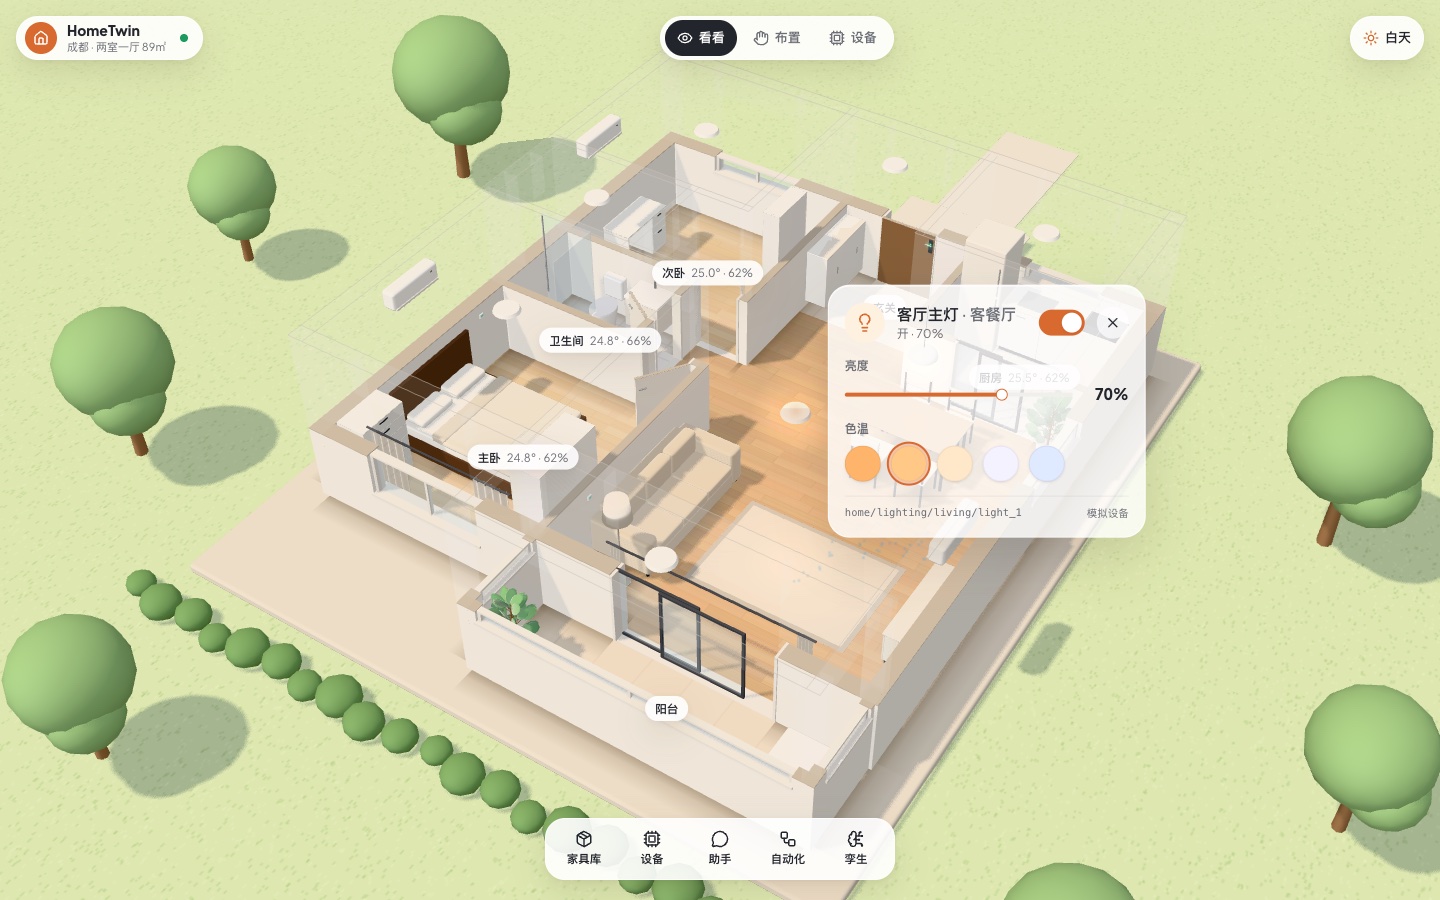 HomeTwin
成都 · 两室一厅 89㎡
看看
布置
设备
白天
次卧 25.0° · 62%
卫生间 24.8° · 66%
主卧 24.8° · 62%
玄关
客厅主灯 · 客餐厅
开 · 70%
亮度
厨房 25.5° · 62%
70%
色温
home/lighting/living/light_1
模拟设备
阳台
家具库
设备
助手
自动化
孪生